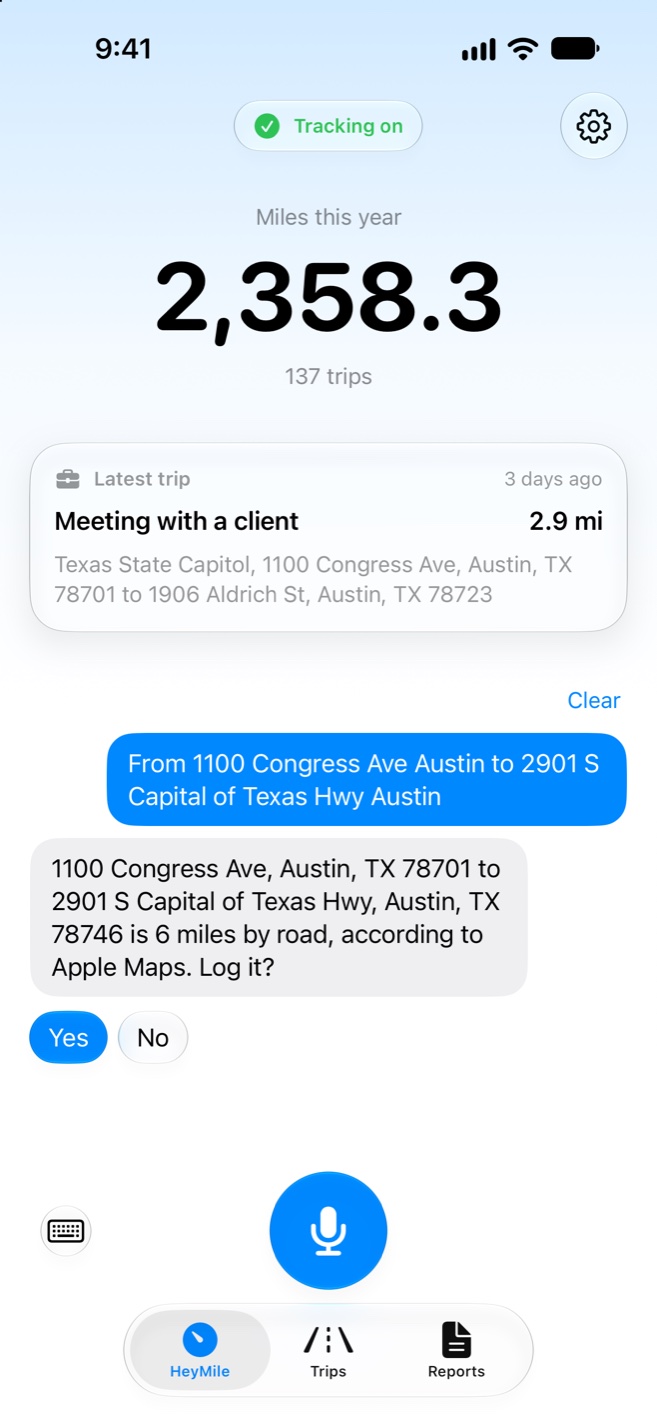 9:41
Tracking on
Miles this year
2,358.3
137 trips
Latest trip
3 days ago
Meeting with a client
2.9 mi
Texas State Capitol, 1100 Congress Ave, Austin, TX
78701 to 1906 Aldrich St, Austin, TX 78723
Clear
From 1100 Congress Ave Austin to 2901 S
Capital of Texas Hwy Austin
1100 Congress Ave, Austin, TX 78701 to
2901 S Capital of Texas Hwy, Austin, TX
78746 is 6 miles by road, according to
Apple Maps. Log it?
Yes
No
HeyMile
Trips
Reports